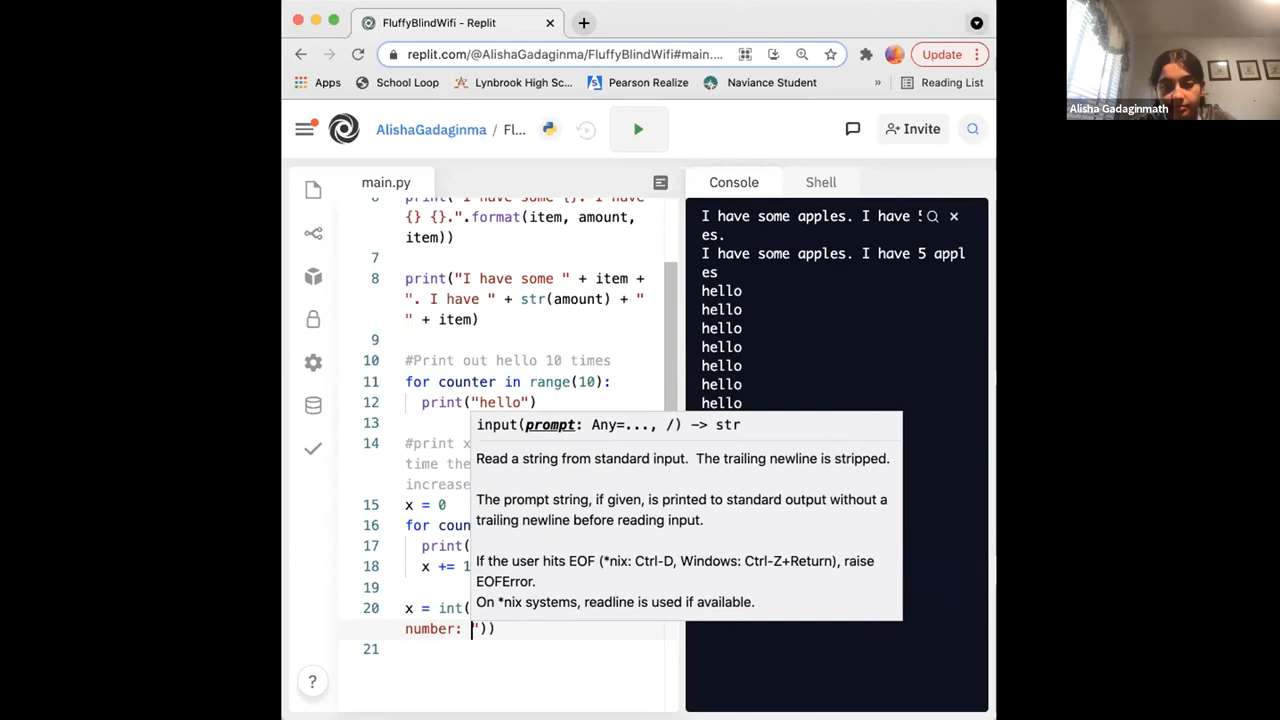 FluffyBlindWifi - Replit
replit.com/@AlishaGadaginma/FluffyBlindWifi#main....
Update
Apps
School Loop
Lynbrook High Sc...
Pearson Realize
Naviance Student
»
Reading List
AlishaGadaginma / Fl...
Invite
main.py
6 print("I have some {}. I have
{} {}.".format(item, amount,
item))
7
8 print("I have some " + item +
". I have " + str(amount) + "
" + item)
9
10 #Print out hello 10 times
11 for counter in range(10):
12 print("hello")
13
14 #print x
time the
increase
15 x = 0
16 for coun
17 print(
18 x += 1
19
20 x = int(
number: "))
21
input(prompt: Any=..., /) -> str
Read a string from standard input. The trailing newline is stripped.
The prompt string, if given, is printed to standard output without a
trailing newline before reading input.
If the user hits EOF (*nix: Ctrl-D, Windows: Ctrl-Z+Return), raise
EOFError.
On *nix systems, readline is used if available.
?
Console
Shell
I have some apples. I have 5
es.
I have some apples. I have 5 appl
es
hello
hello
hello
hello
hello
hello
hello
Alisha Gadaginmath